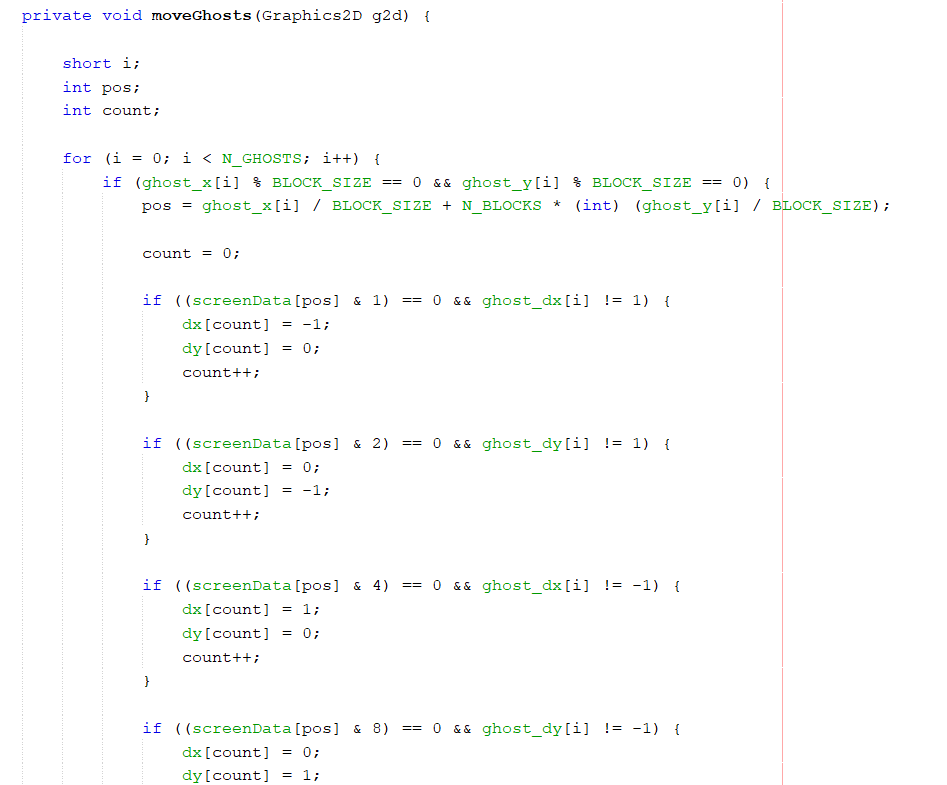 private void moveGhosts(Graphics2D g2d) {
short i;
int pos;
int count;
for (i = 0; i < N_GHOSTS; i++) {
if (ghost_x[i] % BLOCK_SIZE == 0 && ghost_y[i] % BLOCK_SIZE == 0) {
pos = ghost_x[i] / BLOCK_SIZE + N_BLOCKS * (int) (ghost_y[i] / BLOCK_SIZE);
count = 0;
if ((screenData[pos] & 1) == 0 && ghost_dx[i] != 1) {
dx[count] = -1;
dy[count] = 0;
count++;
}
if ((screenData[pos] & 2) == 0 && ghost_dy[i] != 1) {
dx[count] = 0;
dy[count] = -1;
count++;
}
if ((screenData[pos] & 4) == 0 && ghost_dx[i] != -1) {
dx[count] = 1;
dy[count] = 0;
count++;
}
if ((screenData[pos] & 8) == 0 && ghost_dy[i] != -1) {
dx[count] = 0;
dy[count] = 1;